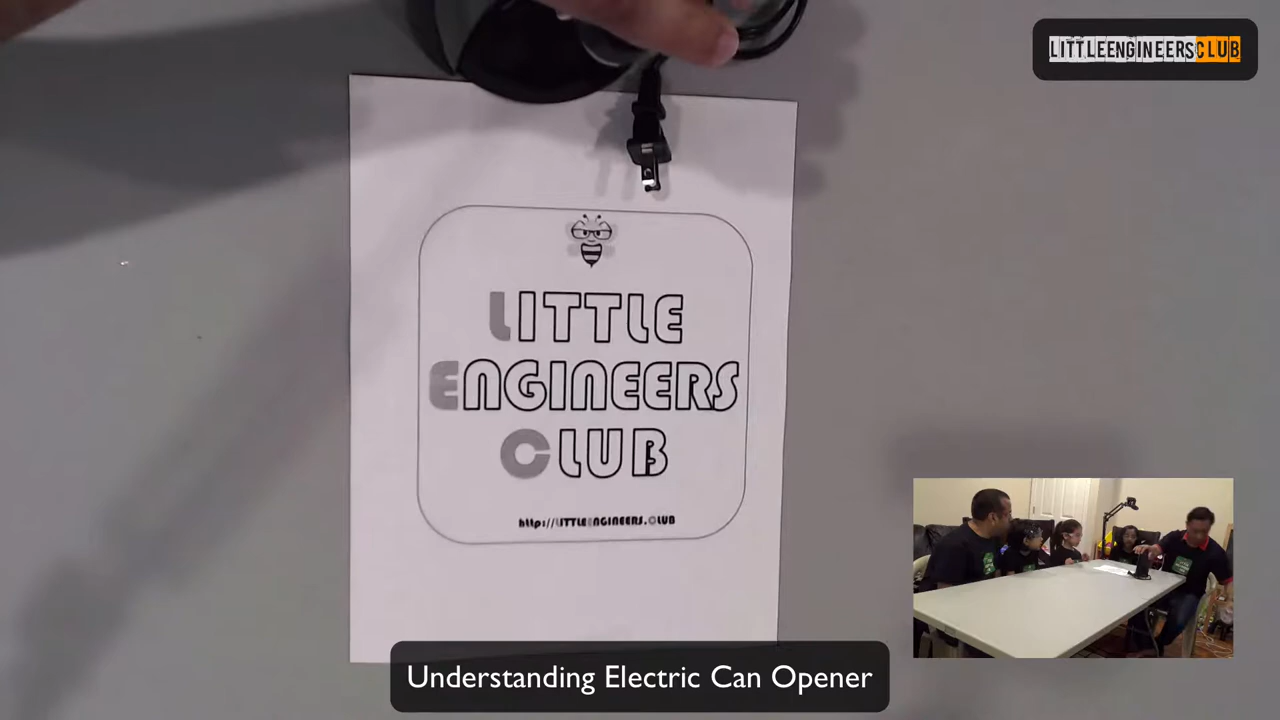 LITTLEENGINEERSCLUB
LITTLE
ENGINEERS
CLUB
http://LITTLEENGINEERS.CLUB
Understanding Electric Can Opener